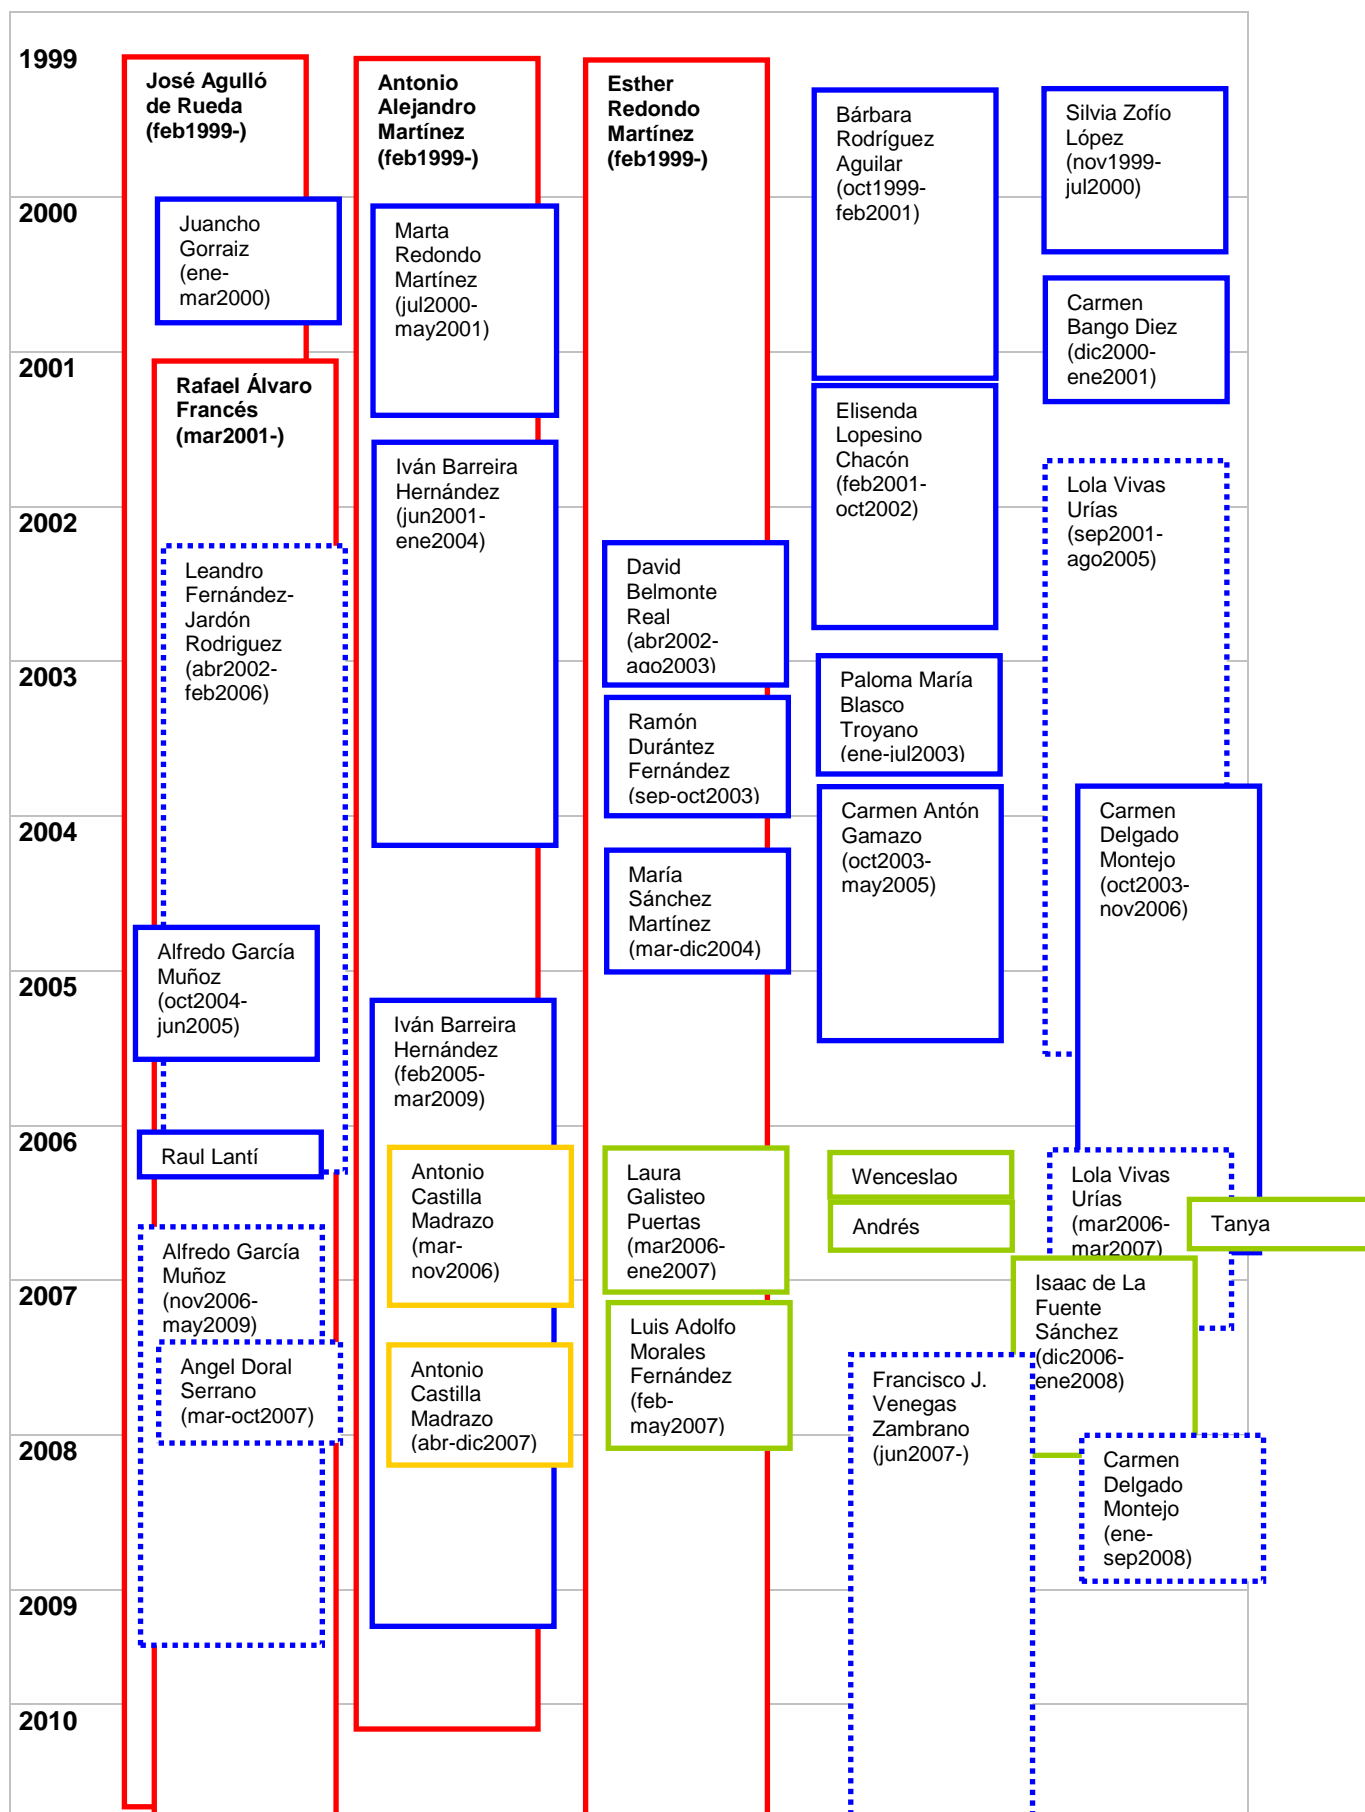 1999
José Agulló
de Rueda
(feb1999-)
Antonio
Alejandro
Martínez
(feb1999-)
Esther
Redondo
Martínez
(feb1999-)
Bárbara
Rodríguez
Aguilar
(oct1999-
feb2001)
Silvia Zofío
López
(nov1999-
jul2000)
2000
Juancho
Gorraiz
(ene-
mar2000)
Marta
Redondo
Martínez
(jul2000-
may2001)
Carmen
Bango Diez
(dic2000-
ene2001)
2001
Rafael Álvaro
Francés
(mar2001-)
Iván Barreira
Hernández
(jun2001-
ene2004)
Elisenda
Lopesino
Chacón
(feb2001-
oct2002)
Lola Vivas
Urías
(sep2001-
ago2005)
2002
Leandro
Fernández-
Jardón
Rodriguez
(abr2002-
feb2006)
David
Belmonte
Real
(abr2002-
ago2003)
2003
Paloma María
Blasco
Troyano
(ene-jul2003)
Ramón
Durántez
Fernández
(sep-oct2003)
Carmen Antón
Gamazo
(oct2003-
may2005)
Carmen
Delgado
Montejo
(oct2003-
nov2006)
2004
María
Sánchez
Martínez
(mar-dic2004)
Alfredo García
Muñoz
(oct2004-
jun2005)
2005
Iván Barreira
Hernández
(feb2005-
mar2009)
2006
Raul Lantí
Antonio
Castilla
Madrazo
(mar-
nov2006)
Laura
Galisteo
Puertas
(mar2006-
ene2007)
Wenceslao
Andrés
Lola Vivas
Urías
(mar2006-
mar2007)
Tanya
Alfredo García
Muñoz
(nov2006-
may2009)
Isaac de La
Fuente
Sánchez
(dic2006-
ene2008)
2007
Angel Doral
Serrano
(mar-oct2007)
Antonio
Castilla
Madrazo
(abr-dic2007)
Luis Adolfo
Morales
Fernández
(feb-
may2007)
Francisco J.
Venegas
Zambrano
(jun2007-)
2008
Carmen
Delgado
Montejo
(ene-
sep2008)
2009
2010